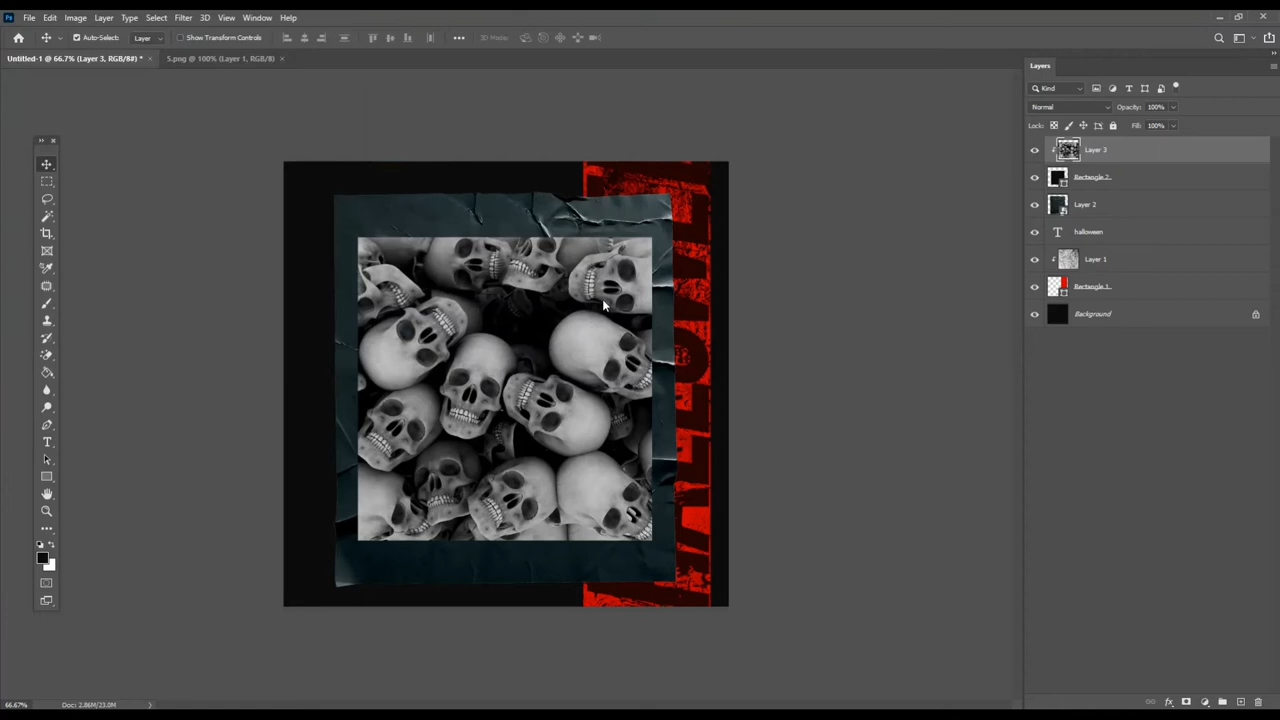 Ps File Edit Image Layer Type Select Filter 3D View Window Help
Auto-Select: Layer Show Transform Controls 3D Mode:
Untitled-1 @ 66.7% (Layer 3, RGB/8#) * 5.png @ 100% (Layer 1, RGB/8)
Layers
Kind
Normal Opacity: 100%
Lock: Fill: 100%
Layer 3
Rectangle 2
Layer 2
T halloween
Layer 1
Rectangle 1
Background
66.67% Doc: 2.86M/23.0M